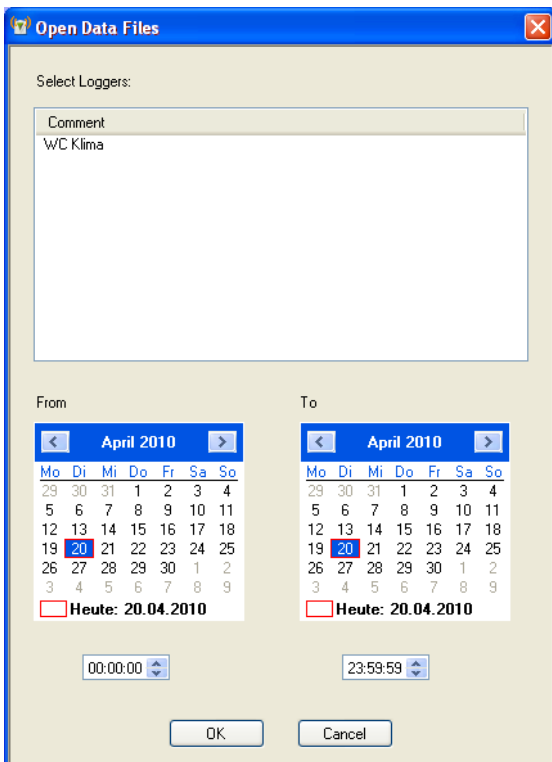 Open Data Files
Select Loggers:
Comment
WC Klima
From
April 2010
Mo Di Mi Do Fr Sa So
29 30 31 1 2 3 4
5 6 7 8 9 10 11
12 13 14 15 16 17 18
19 20 21 22 23 24 25
26 27 28 29 30 1 2
3 4 5 6 7 8 9
Heute: 20.04.2010
00:00:00
To
April 2010
Mo Di Mi Do Fr Sa So
29 30 31 1 2 3 4
5 6 7 8 9 10 11
12 13 14 15 16 17 18
19 20 21 22 23 24 25
26 27 28 29 30 1 2
3 4 5 6 7 8 9
Heute: 20.04.2010
23:59:59
OK
Cancel